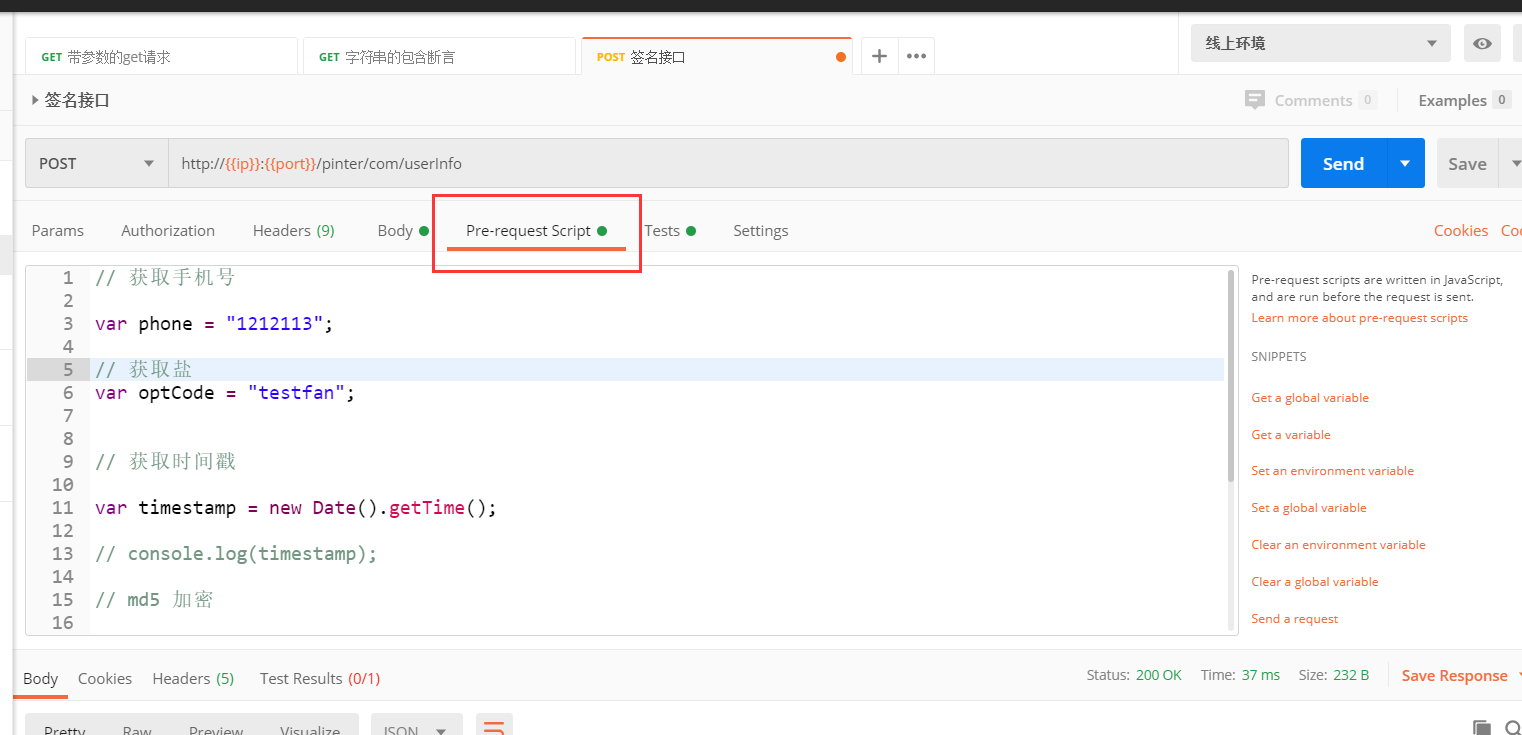 GET 带参数的get请求
GET 字符串的包含断言
POST 签名接口
线上环境
签名接口
Comments 0
Examples 0
POST
http://{{ip}}:{{port}}/pinter/com/userInfo
Send
Save
Params
Authorization
Headers (9)
Body
Pre-request Script
Tests
Settings
Cookies
1 // 获取手机号
2
3 var phone = "1212113";
4
5 // 获取盐
6 var optCode = "testfan";
7
8
9 // 获取时间戳
10
11 var timestamp = new Date().getTime();
12
13 // console.log(timestamp);
14
15 // md5 加密
16
Pre-request scripts are written in JavaScript,
and are run before the request is sent.
Learn more about pre-request scripts
SNIPPETS
Get a global variable
Get a variable
Set an environment variable
Set a global variable
Clear an environment variable
Clear a global variable
Send a request
Body
Cookies
Headers (5)
Test Results (0/1)
Status: 200 OK
Time: 37 ms
Size: 232 B
Save Response
Pretty
Raw
Preview
Visualize
JSON